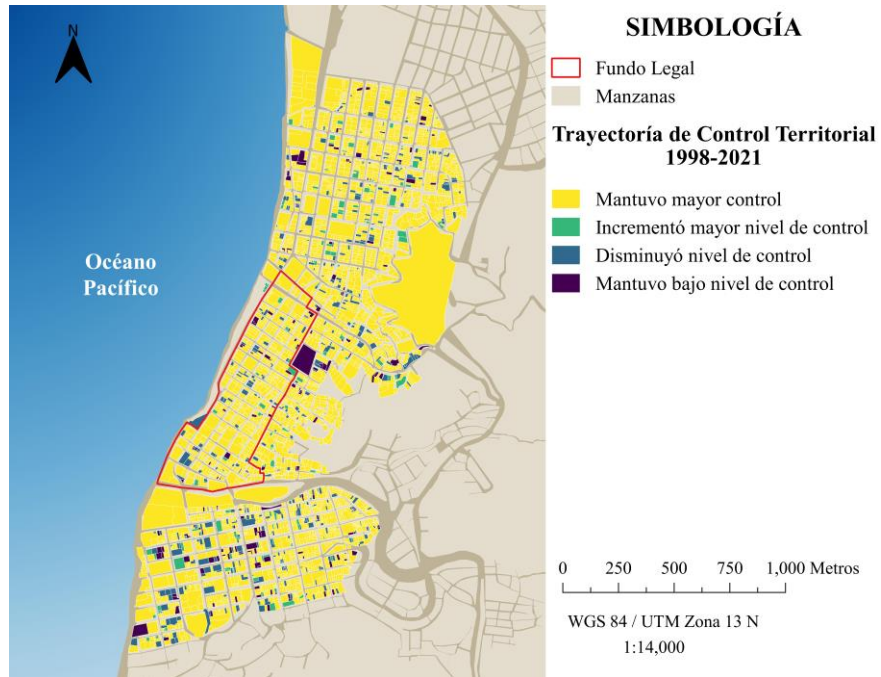 N
Océano
Pacífico
SIMBOLOGÍA
Fundo Legal
Manzanas
Trayectoría de Control Territorial
1998-2021
Mantuvo mayor control
Incrementó mayor nivel de control
Disminuyó nivel de control
Mantuvo bajo nivel de control
0 250 500 750 1,000 Metros
WGS 84 / UTM Zona 13 N
1:14,000